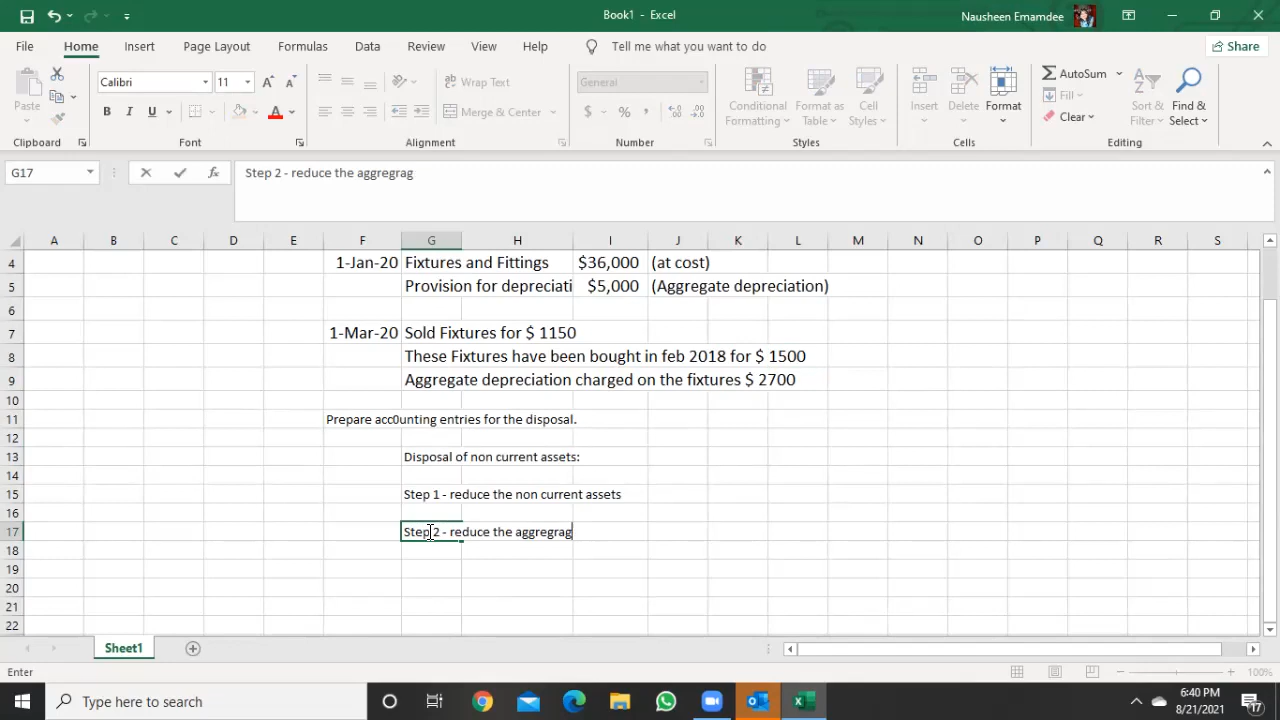 Book1 - Excel
Nausheen Emamdee
File Home Insert Page Layout Formulas Data Review View Help Tell me what you want to do Share
Calibri 11 Wrap Text General AutoSum
Paste Fill
B I U Merge & Center $ % , Conditional Formatting Format as Table Cell Styles Insert Delete Format Clear Sort & Filter Find & Select
Clipboard Font Alignment Number Styles Cells Editing
G17 fx Step 2 - reduce the aggregrag
A B C D E F G H I J K L M N O P Q R S
4 1-Jan-20 Fixtures and Fittings $36,000 (at cost)
5 Provision for depreciati $5,000 (Aggregate depreciation)
6
7 1-Mar-20 Sold Fixtures for $ 1150
8 These Fixtures have been bought in feb 2018 for $ 1500
9 Aggregate depreciation charged on the fixtures $ 2700
10
11 Prepare acc0unting entries for the disposal.
12
13 Disposal of non current assets:
14
15 Step 1 - reduce the non current assets
16
17 Step 2 - reduce the aggregrag
18
19
20
21
22
Sheet1
Enter 100%
Type here to search
6:40 PM
8/21/2021
17